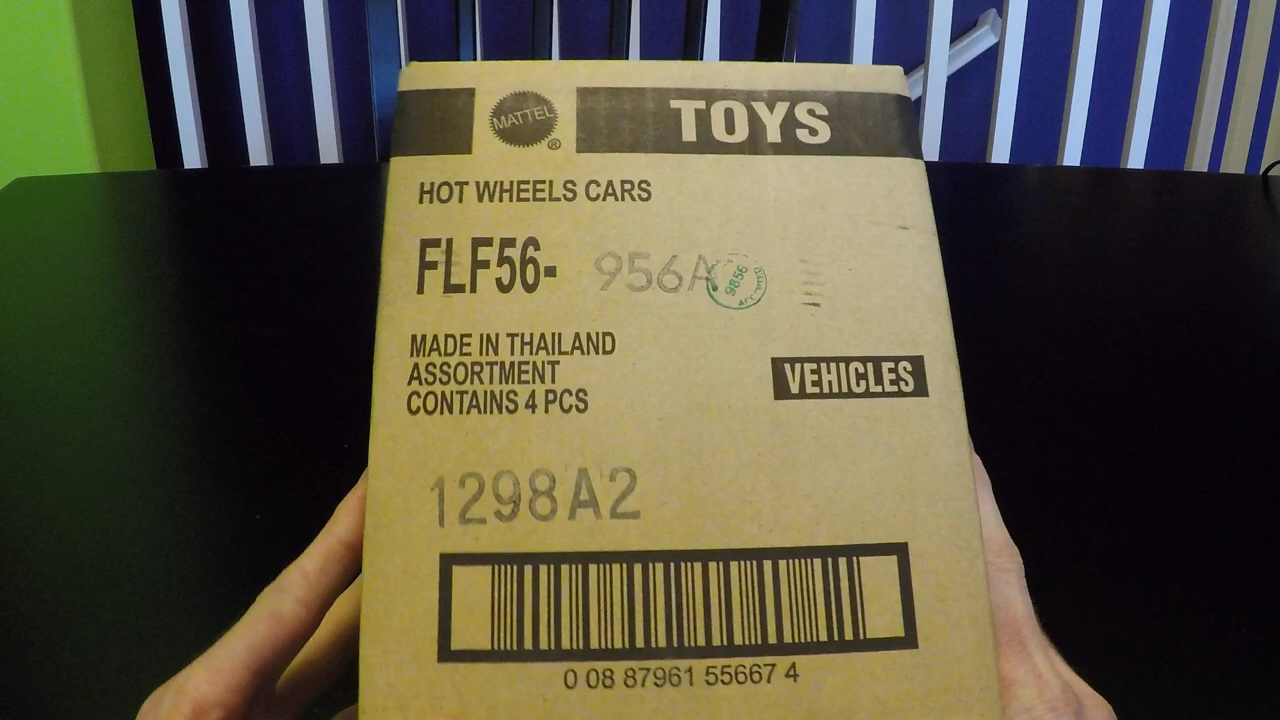 MATTEL ® TOYS
HOT WHEELS CARS
FLF56- 956A
9856
ACCEPTED
MADE IN THAILAND
ASSORTMENT
CONTAINS 4 PCS
VEHICLES
1298A2
0 08 87961 55667 4